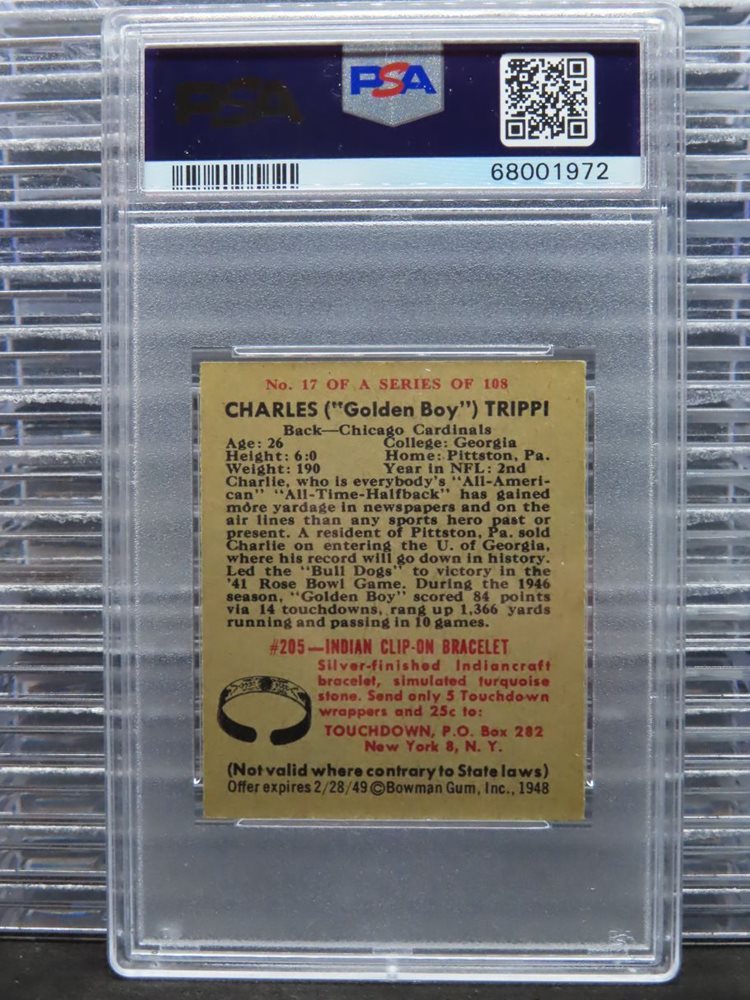 PSA
PSA
68001972
No. 17 OF A SERIES OF 108
CHARLES ("Golden Boy") TRIPPI
Back—Chicago Cardinals
Age: 26 College: Georgia
Height: 6:0 Home: Pittston, Pa.
Weight: 190 Year in NFL: 2nd
Charlie, who is everybody's "All-Ameri-
can" "All-Time-Halfback" has gained
more yardage in newspapers and on the
air lines than any sports hero past or
present. A resident of Pittston, Pa. sold
Charlie on entering the U. of Georgia,
where his record will go down in history.
Led the "Bull Dogs" to victory in the
'41 Rose Bowl Game. During the 1946
season, "Golden Boy" scored 84 points
via 14 touchdowns, rang up 1,366 yards
running and passing in 10 games.
#205—INDIAN CLIP-ON BRACELET
Silver-finished Indiancraft
bracelet, simulated turquoise
stone. Send only 5 Touchdown
wrappers and 25c to:
TOUCHDOWN, P.O. Box 282
New York 8, N. Y.
(Not valid where contrary to State laws)
Offer expires 2/28/49 ©Bowman Gum, Inc., 1948